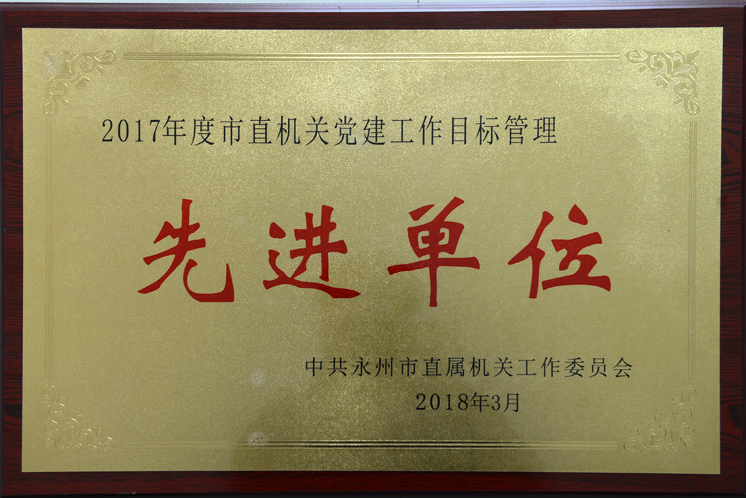 2017年度市直机关党建工作目标管理
先进单位
中共永州市直属机关工作委员会
2018年3月